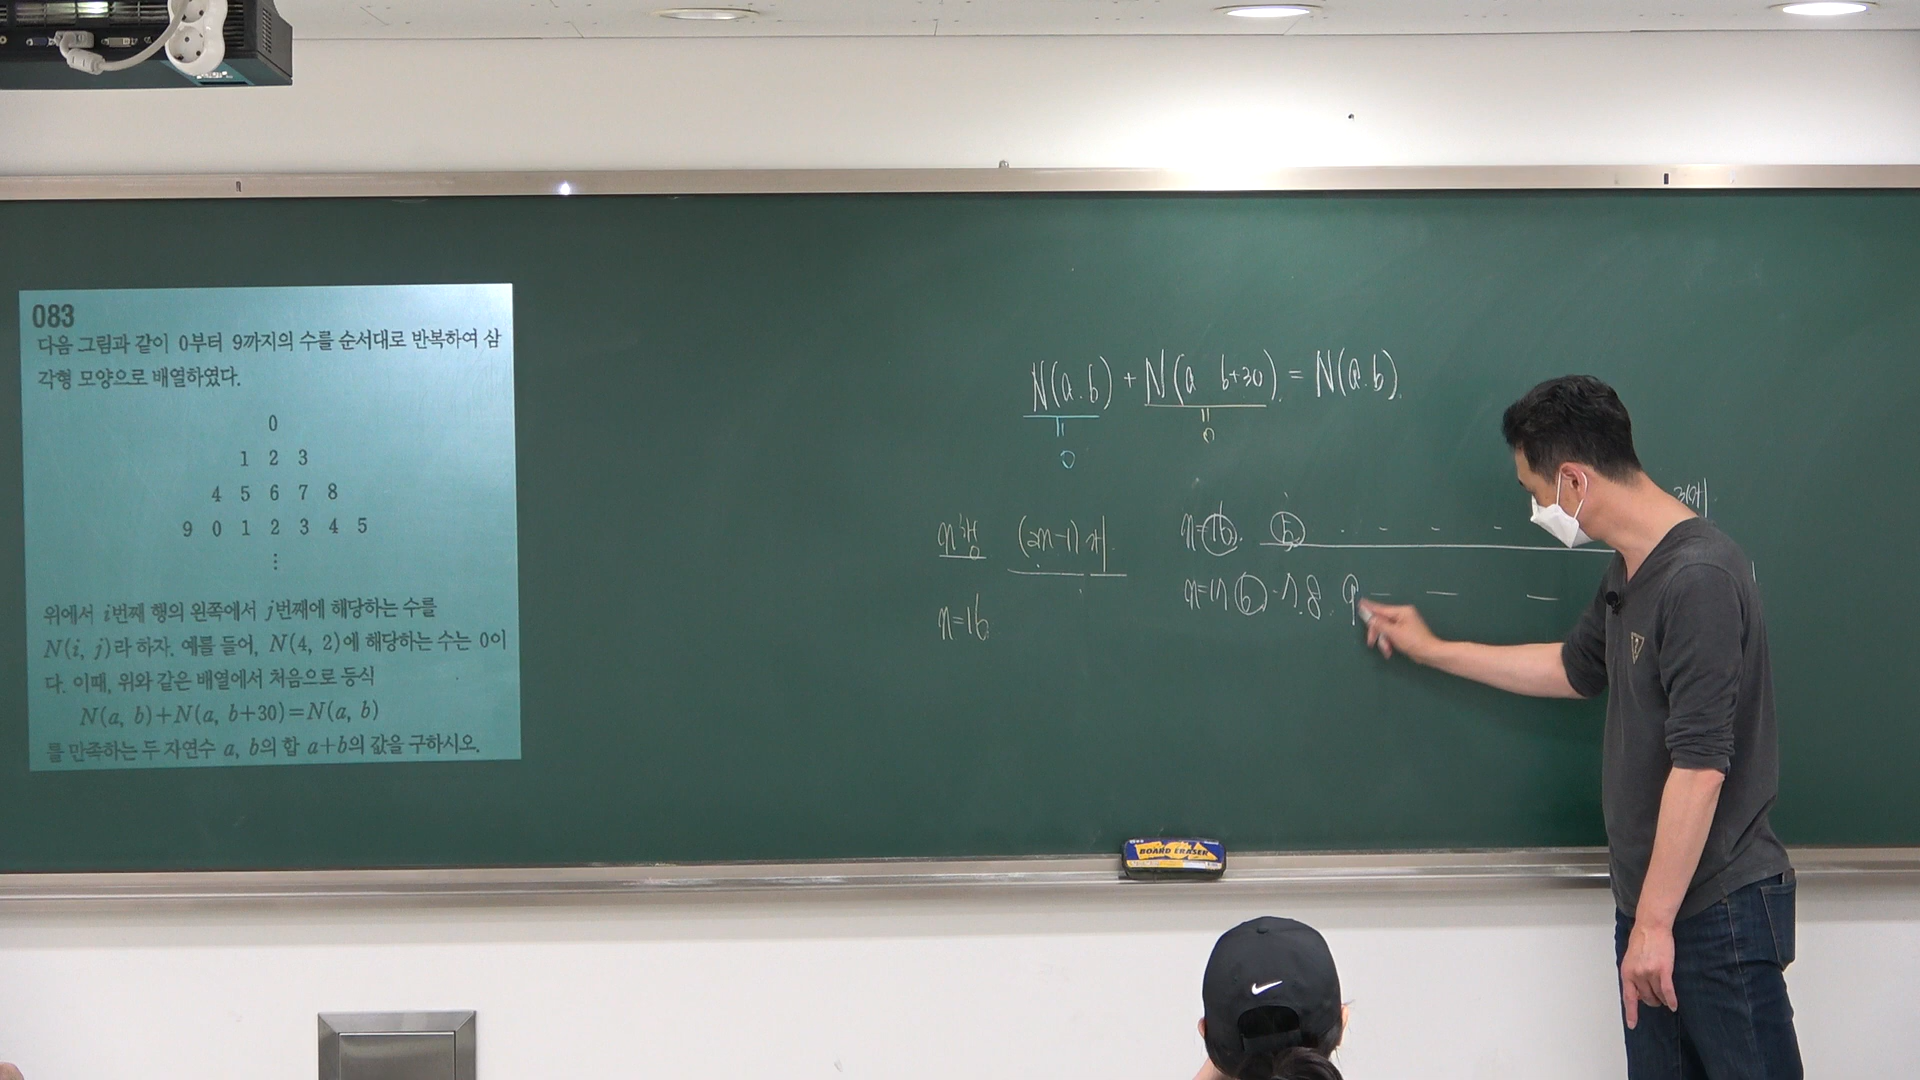 083
다음 그림과 같이 0부터 9까지의 수를 순서대로 반복하여 삼
각형 모양으로 배열하였다.
0
1 2 3
4 5 6 7 8
9 0 1 2 3 4 5
⋮
위에서 i번째 행의 왼쪽에서 j번째에 해당하는 수를
N(i, j)라 하자. 예를 들어, N(4, 2)에 해당하는 수는 0이
다. 이때, 위와 같은 배열에서 처음으로 등식
N(a, b)+N(a, b+30)=N(a, b)
를 만족하는 두 자연수 a, b의 합 a+b의 값을 구하시오.
N(a.b) + N(a b+30) = N(a.b)
0 0
n행 (2n-1)개
n=16. 5 31개
n=17 6 7 8 9
n=16
BOARD ERASER